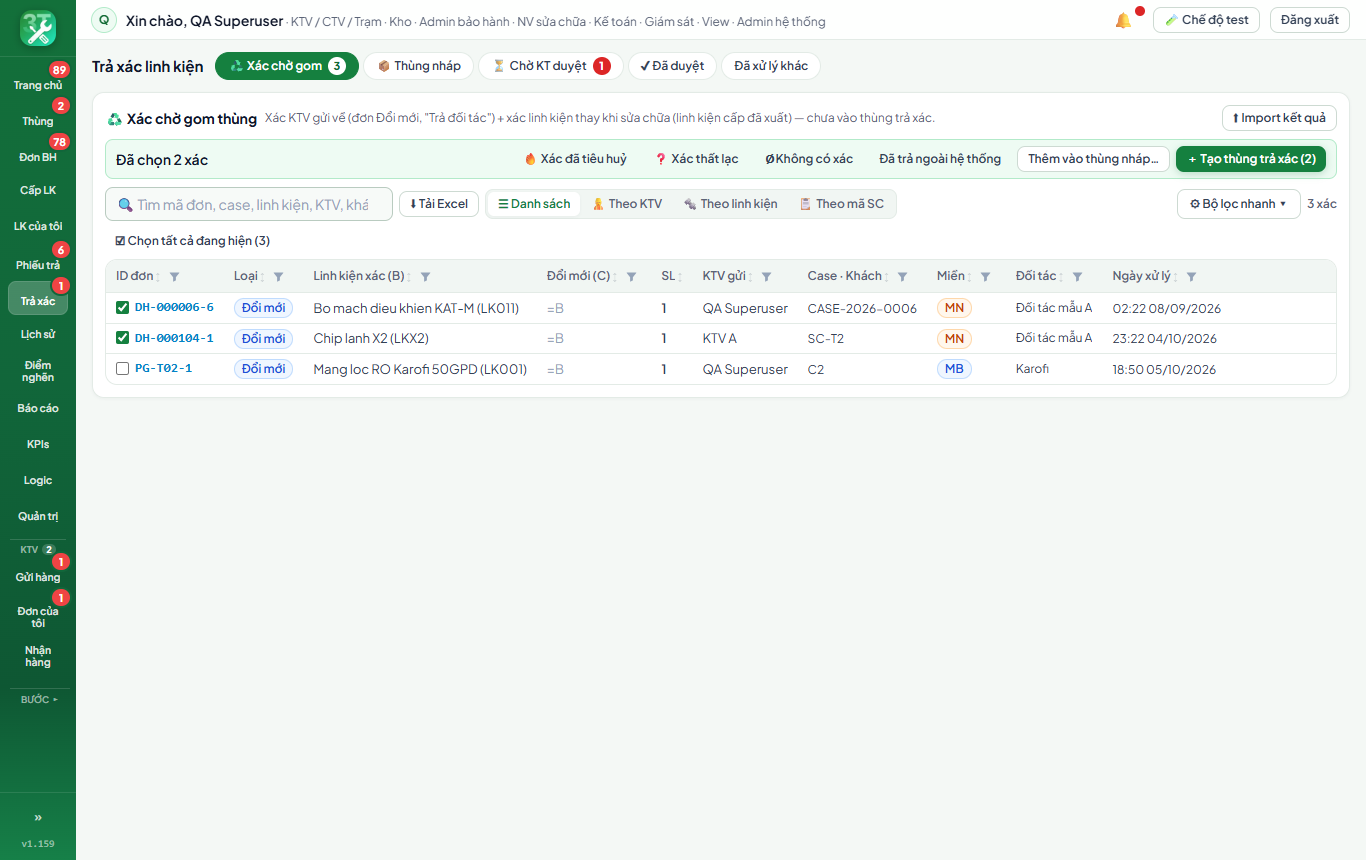 Q Xin chào, QA Superuser · KTV / CTV / Trạm · Kho · Admin bảo hành · NV sửa chữa · Kế toán · Giám sát · View · Admin hệ thống
Chế độ test
Đăng xuất
89
Trang chủ
2
Thùng
78
Đơn BH
Cấp LK
LK của tôi
6
Phiếu trả
1
Trả xác
Lịch sử
Điểm
nghẽn
Báo cáo
KPIs
Logic
Quản trị
KTV 2
1
Gửi hàng
1
Đơn của
tôi
Nhận
hàng
BƯỚC
»
v1.159
Trả xác linh kiện
Xác chờ gom 3
Thùng nháp
Chờ KT duyệt 1
✓ Đã duyệt
Đã xử lý khác
Xác chờ gom thùng Xác KTV gửi về (đơn Đổi mới, "Trả đối tác") + xác linh kiện thay khi sửa chữa (linh kiện cấp đã xuất) — chưa vào thùng trả xác.
⬆ Import kết quả
Đã chọn 2 xác
Xác đã tiêu huỷ
❓ Xác thất lạc
Ø Không có xác
Đã trả ngoài hệ thống
Thêm vào thùng nháp...
+ Tạo thùng trả xác (2)
Tìm mã đơn, case, linh kiện, KTV, khá
⬇ Tải Excel
☰ Danh sách
Theo KTV
Theo linh kiện
Theo mã SC
⚙ Bộ lọc nhanh ▾
3 xác
☑ Chọn tất cả đang hiện (3)
ID đơn Loại Linh kiện xác (B) Đổi mới (C) SL KTV gửi Case · Khách Miền Đối tác Ngày xử lý
DH-000006-6 Đổi mới Bo mach dieu khien KAT-M (LK011) =B 1 QA Superuser CASE-2026-0006 MN Đối tác mẫu A 02:22 08/09/2026
DH-000104-1 Đổi mới Chip lanh X2 (LKX2) =B 1 KTV A SC-T2 MN Đối tác mẫu A 23:22 04/10/2026
PG-T02-1 Đổi mới Mang loc RO Karofi 50GPD (LK001) =B 1 QA Superuser C2 MB Karofi 18:50 05/10/2026